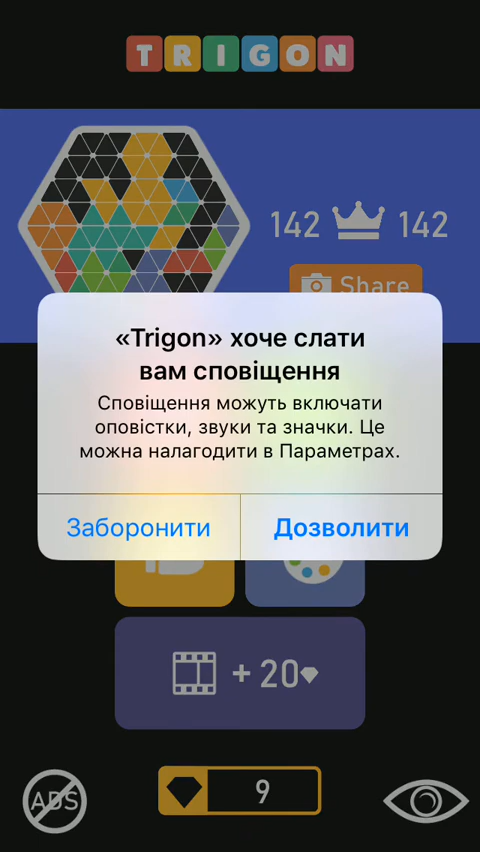 TRIGON
142 142
Share
«Trigon» хоче слати
вам сповіщення
Сповіщення можуть включати
оповістки, звуки та значки. Це
можна налагодити в Параметрах.
Заборонити Дозволити
+ 20
ADS 9